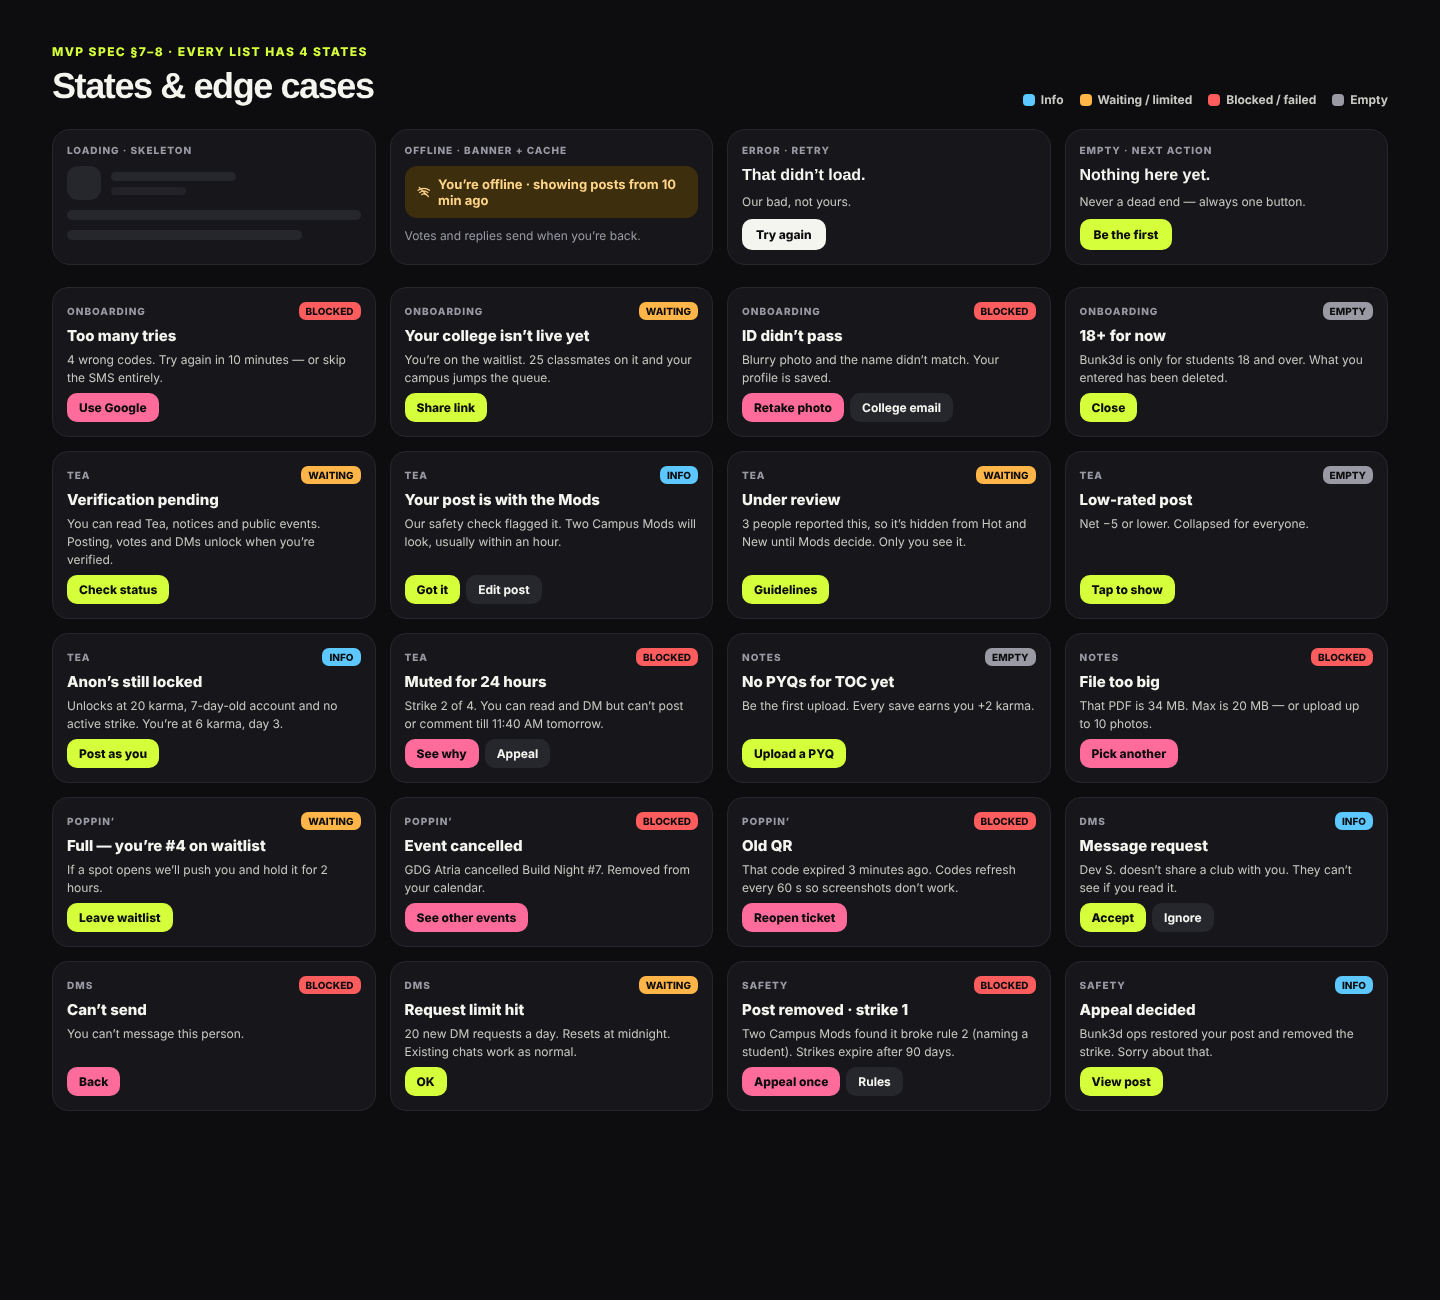 MVP SPEC §7–8 · EVERY LIST HAS 4 STATES
States & edge cases
Info
Waiting / limited
Blocked / failed
Empty
LOADING · SKELETON
OFFLINE · BANNER + CACHE
You’re offline · showing posts from 10
min ago
Votes and replies send when you’re back.
ERROR · RETRY
That didn’t load.
Our bad, not yours.
Try again
EMPTY · NEXT ACTION
Nothing here yet.
Never a dead end — always one button.
Be the first
ONBOARDING
BLOCKED
Too many tries
4 wrong codes. Try again in 10 minutes — or skip
the SMS entirely.
Use Google
ONBOARDING
WAITING
Your college isn’t live yet
You’re on the waitlist. 25 classmates on it and your
campus jumps the queue.
Share link
ONBOARDING
BLOCKED
ID didn’t pass
Blurry photo and the name didn’t match. Your
profile is saved.
Retake photo
College email
ONBOARDING
EMPTY
18+ for now
Bunk3d is only for students 18 and over. What you
entered has been deleted.
Close
TEA
WAITING
Verification pending
You can read Tea, notices and public events.
Posting, votes and DMs unlock when you’re
verified.
Check status
TEA
INFO
Your post is with the Mods
Our safety check flagged it. Two Campus Mods will
look, usually within an hour.
Got it
Edit post
TEA
WAITING
Under review
3 people reported this, so it’s hidden from Hot and
New until Mods decide. Only you see it.
Guidelines
TEA
EMPTY
Low-rated post
Net −5 or lower. Collapsed for everyone.
Tap to show
TEA
INFO
Anon’s still locked
Unlocks at 20 karma, 7-day-old account and no
active strike. You’re at 6 karma, day 3.
Post as you
TEA
BLOCKED
Muted for 24 hours
Strike 2 of 4. You can read and DM but can’t post
or comment till 11:40 AM tomorrow.
See why
Appeal
NOTES
EMPTY
No PYQs for TOC yet
Be the first upload. Every save earns you +2 karma.
Upload a PYQ
NOTES
BLOCKED
File too big
That PDF is 34 MB. Max is 20 MB — or upload up
to 10 photos.
Pick another
POPPIN’
WAITING
Full — you’re #4 on waitlist
If a spot opens we’ll push you and hold it for 2
hours.
Leave waitlist
POPPIN’
BLOCKED
Event cancelled
GDG Atria cancelled Build Night #7. Removed from
your calendar.
See other events
POPPIN’
BLOCKED
Old QR
That code expired 3 minutes ago. Codes refresh
every 60 s so screenshots don’t work.
Reopen ticket
DMS
INFO
Message request
Dev S. doesn’t share a club with you. They can’t
see if you read it.
Accept
Ignore
DMS
BLOCKED
Can’t send
You can’t message this person.
Back
DMS
WAITING
Request limit hit
20 new DM requests a day. Resets at midnight.
Existing chats work as normal.
OK
SAFETY
BLOCKED
Post removed · strike 1
Two Campus Mods found it broke rule 2 (naming a
student). Strikes expire after 90 days.
Appeal once
Rules
SAFETY
INFO
Appeal decided
Bunk3d ops restored your post and removed the
strike. Sorry about that.
View post